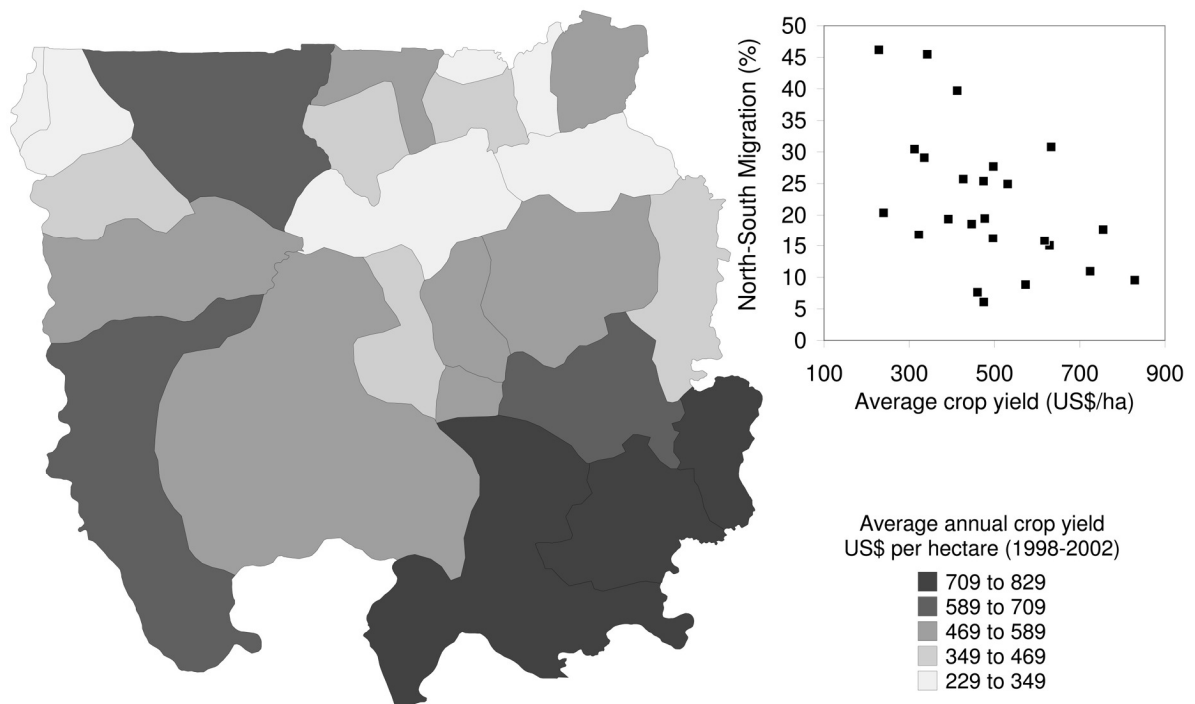 50
45
40
35
30
25
20
15
10
5
0
North-South Migration (%)
100 300 500 700 900
Average crop yield (US$/ha)
Average annual crop yield
US$ per hectare (1998-2002)
709 to 829
589 to 709
469 to 589
349 to 469
229 to 349